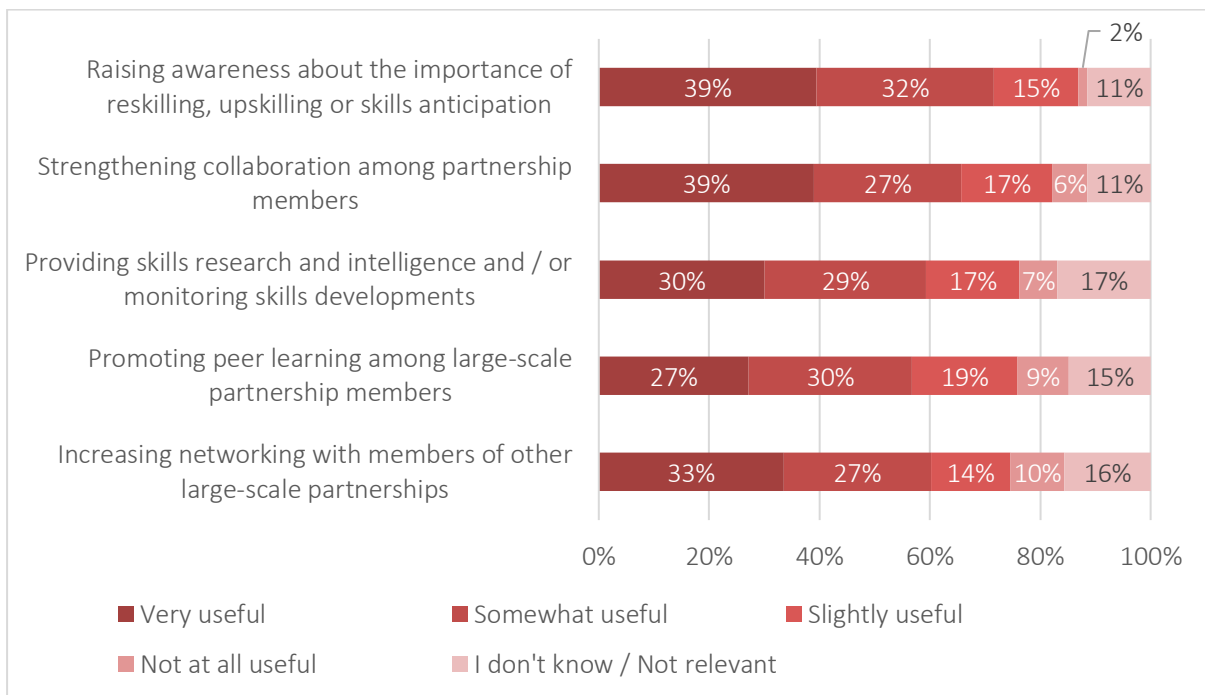 2%
Raising awareness about the importance of
reskilling, upskilling or skills anticipation
39% 32% 15% 11%
Strengthening collaboration among partnership
members
39% 27% 17% 6% 11%
Providing skills research and intelligence and / or
monitoring skills developments
30% 29% 17% 7% 17%
Promoting peer learning among large-scale
partnership members
27% 30% 19% 9% 15%
Increasing networking with members of other
large-scale partnerships
33% 27% 14% 10% 16%
0% 20% 40% 60% 80% 100%
Very useful Somewhat useful Slightly useful
Not at all useful I don't know / Not relevant